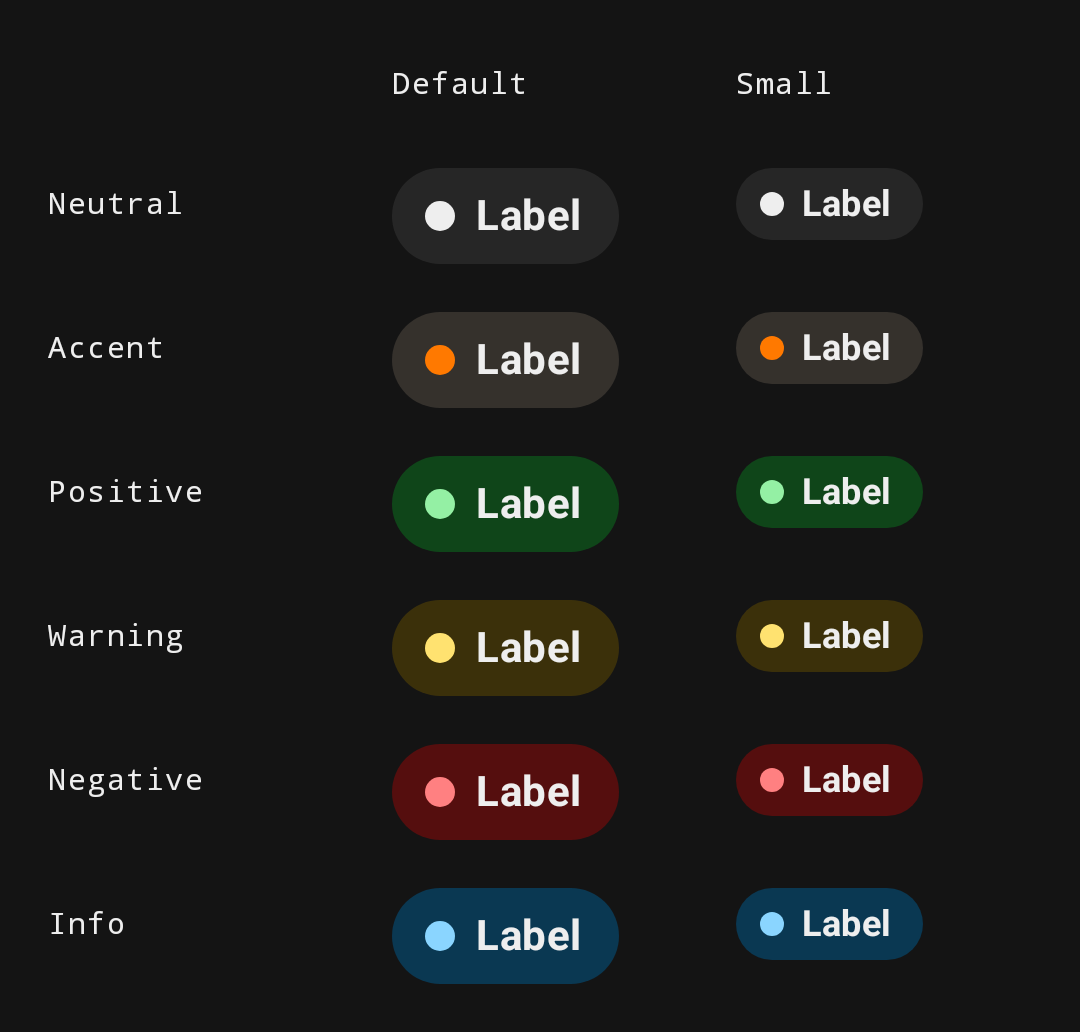 Default Small
Neutral Label Label
Accent Label Label
Positive Label Label
Warning Label Label
Negative Label Label
Info Label Label